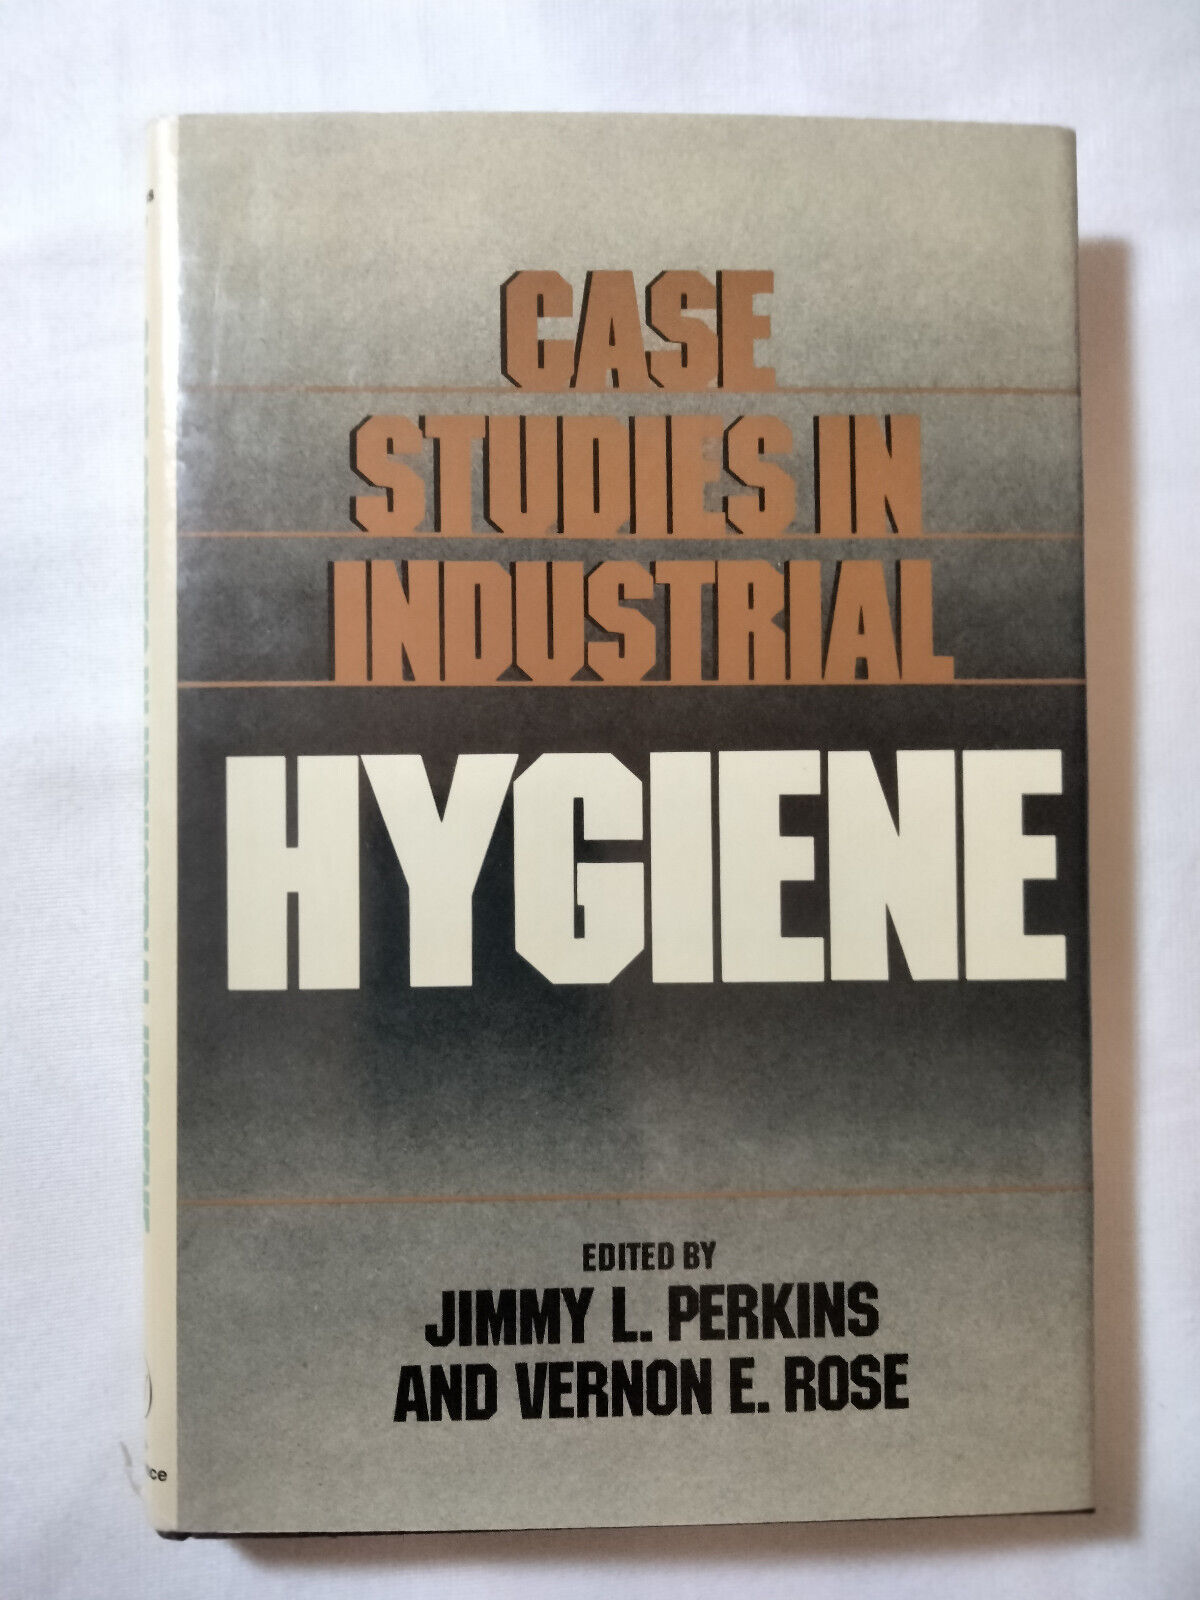 CASE
STUDIES IN
INDUSTRIAL
HYGIENE
EDITED BY
JIMMY L. PERKINS
AND VERNON E. ROSE